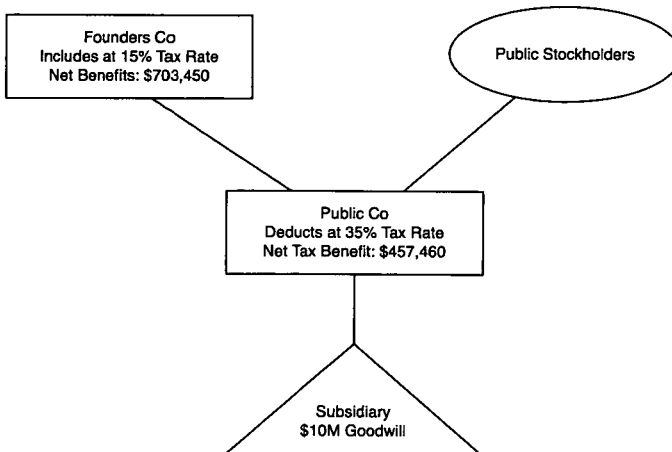 Founders Co
Includes at 15% Tax Rate
Net Benefits: $703,450
Public Stockholders
Public Co
Deducts at 35% Tax Rate
Net Tax Benefit: $457,460
Subsidiary
$10M Goodwill